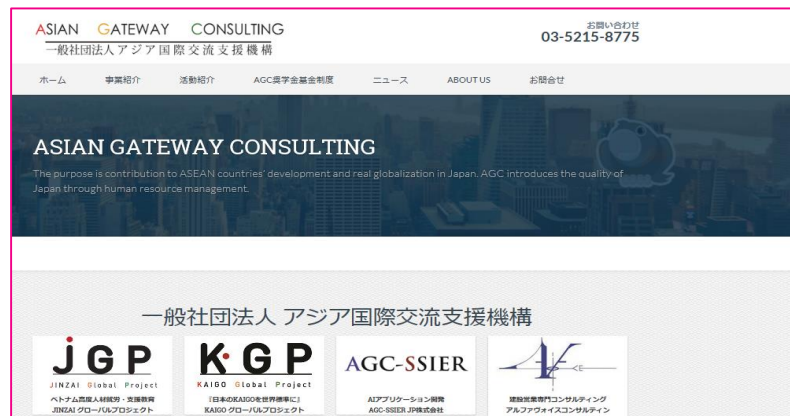 ASIAN GATEWAY CONSULTING
一般社団法人アジア国際交流支援機構
お問い合わせ
03-5215-8775
ホーム 事業紹介 活動紹介 AGC奨学金基金制度 ニュース ABOUT US お問合せ
ASIAN GATEWAY CONSULTING
The purpose is contribution to ASEAN countries' development and real globalization in Japan. AGC introduces the quality of
Japan through human resource management.
一般社団法人 アジア国際交流支援機構
JGP
JINZAI Global Project
ベトナム高度人材就労・支援教育
JINZAI グローバルプロジェクト
K·GP
KAIGO Global Project
『日本のKAIGOを世界標準に』
KAIGO グローバルプロジェクト
AGC-SSIER
AIアプリケーション開発
AGC-SSIER JP株式会社
建設営業専門コンサルティング
アルファヴォイスコンサルティン